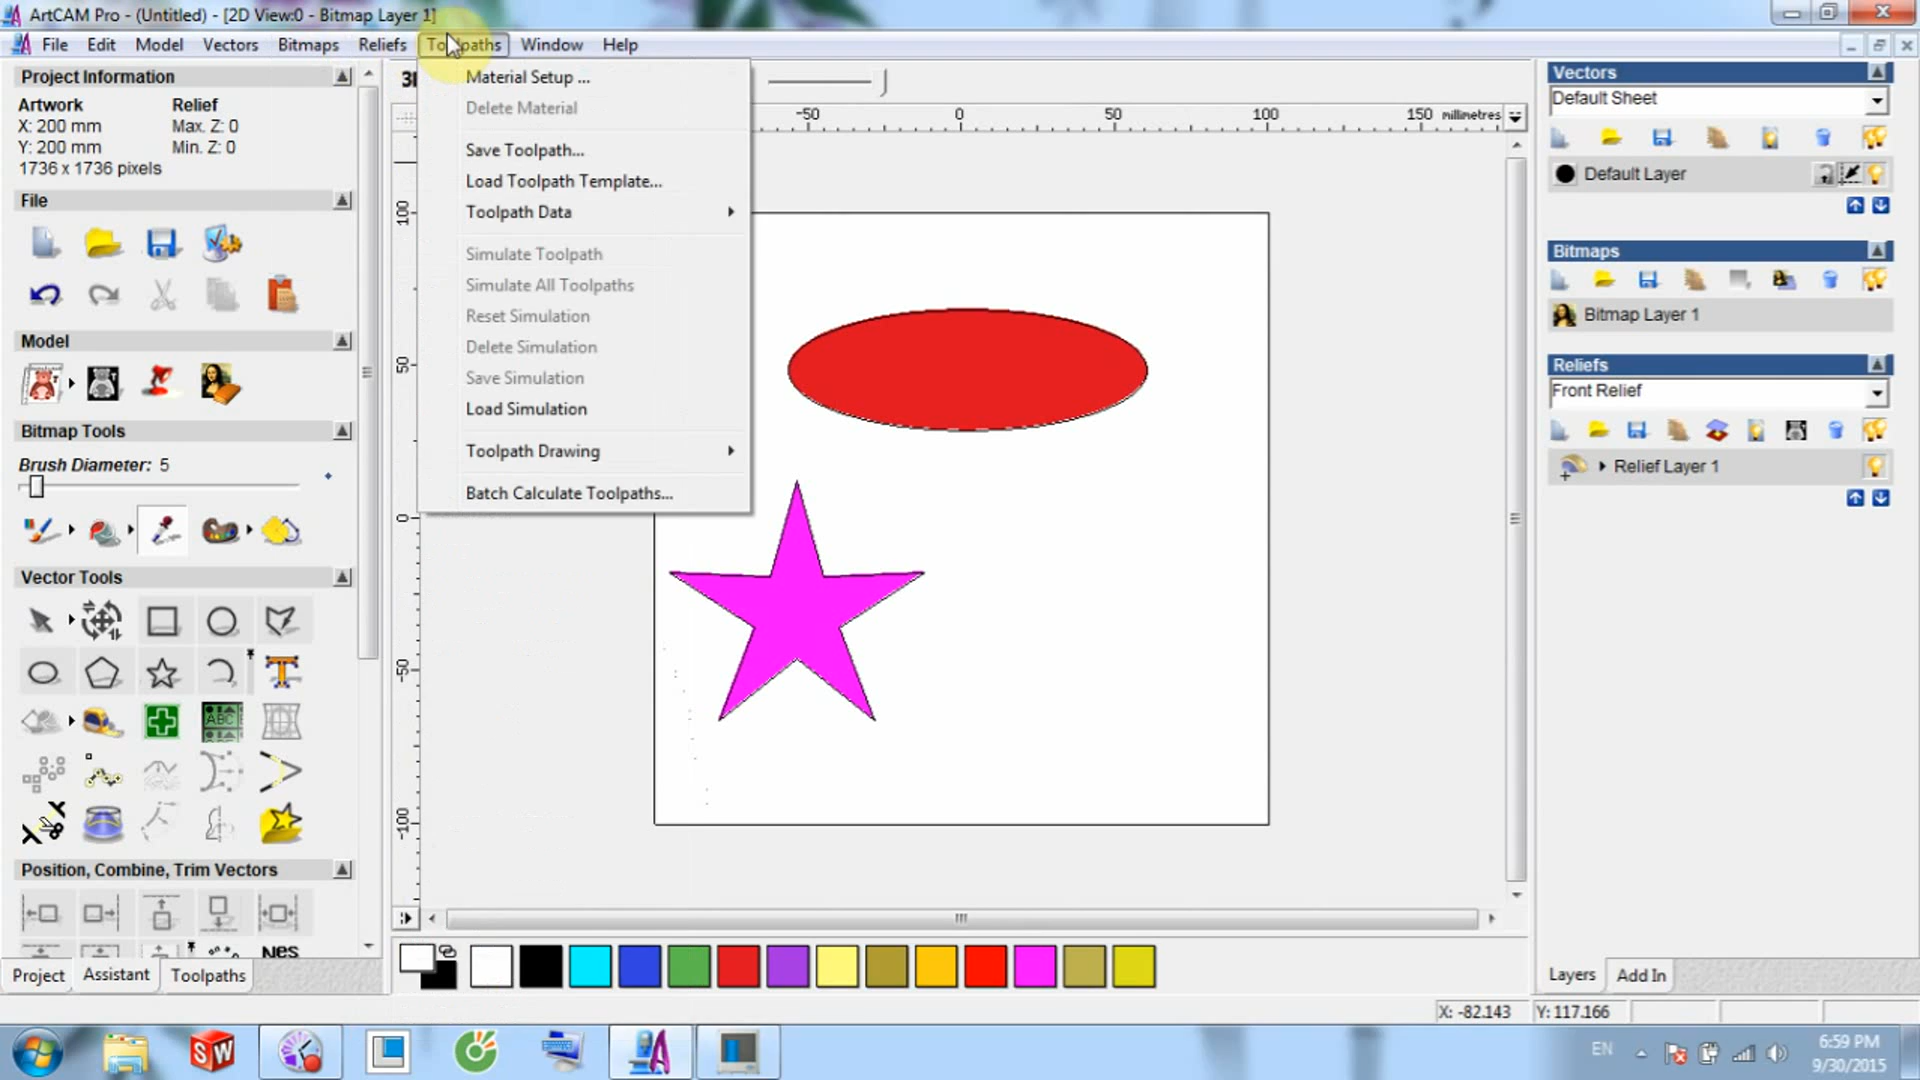 ArtCAM Pro - (Untitled) - [2D View:0 - Bitmap Layer 1]
File Edit Model Vectors Bitmaps Reliefs Toolpaths Window Help
Project Information
Artwork Relief
X: 200 mm Max. Z: 0
Y: 200 mm Min. Z: 0
1736 x 1736 pixels
File
Model
Bitmap Tools
Brush Diameter: 5
Vector Tools
ABC
Position, Combine, Trim Vectors
Nes
Project Assistant Toolpaths
Material Setup ...
Delete Material
Save Toolpath...
Load Toolpath Template...
Toolpath Data
Simulate Toolpath
Simulate All Toolpaths
Reset Simulation
Delete Simulation
Save Simulation
Load Simulation
Toolpath Drawing
Batch Calculate Toolpaths...
-50 0 50 100 150 millimetres
100
50
0
-50
-100
Vectors
Default Sheet
Default Layer
Bitmaps
Bitmap Layer 1
Reliefs
Front Relief
Relief Layer 1
Layers Add In
X: -82.143 Y: 117.166
SW
EN
6:59 PM
9/30/2015